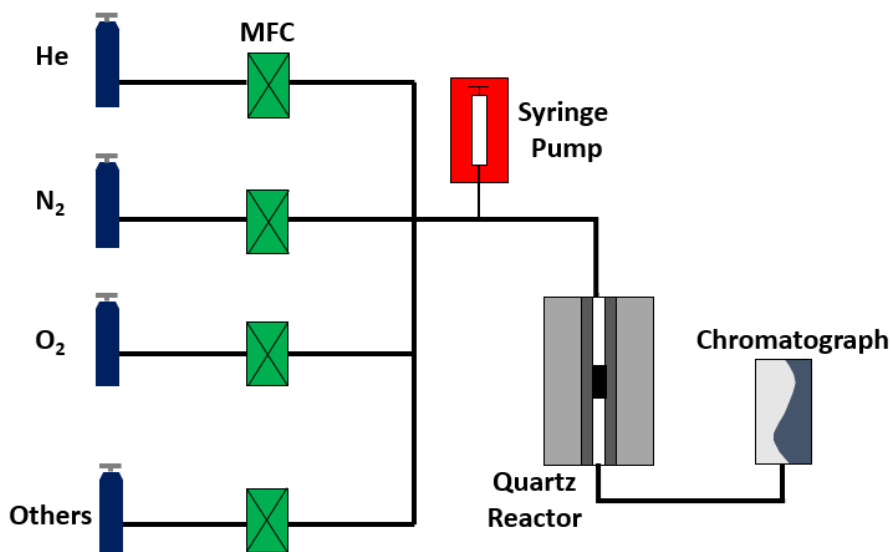 He
MFC
Syringe
Pump
N₂
O₂
Chromatograph
Quartz
Reactor
Others